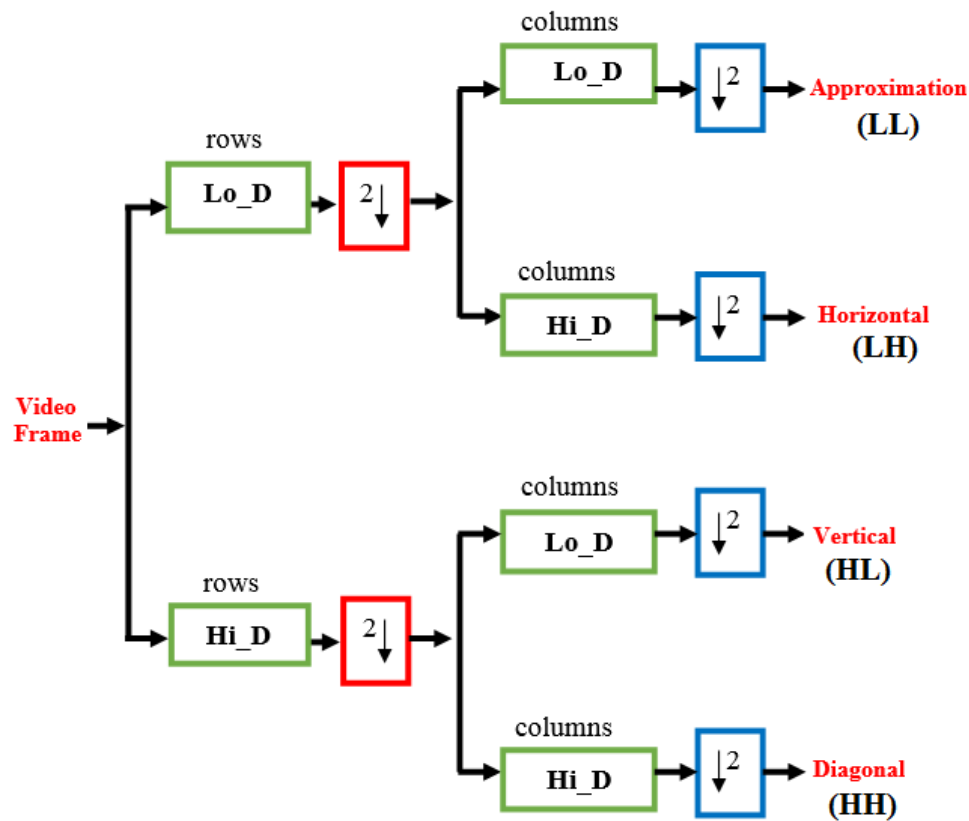 columns
Lo_D
↓2
Approximation
(LL)
rows
Lo_D
2↓
columns
Hi_D
↓2
Horizontal
(LH)
Video
Frame
columns
Lo_D
↓2
Vertical
(HL)
rows
Hi_D
2↓
columns
Hi_D
↓2
Diagonal
(HH)